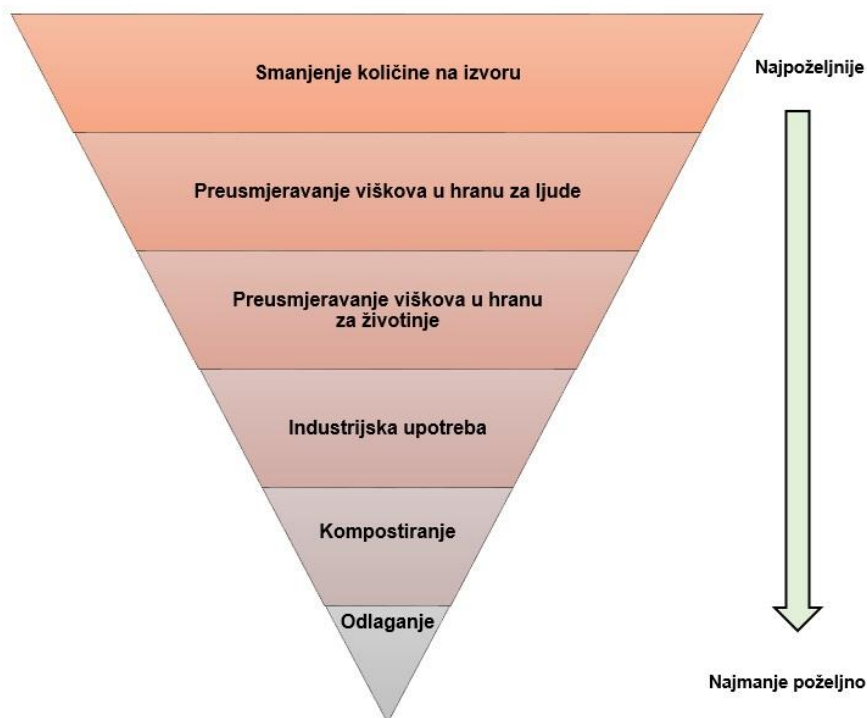 Smanjenje količine na izvoru
Najpoželjnije
Preusmjeravanje viškova u hranu za ljude
Preusmjeravanje viškova u hranu
za životinje
Industrijska upotreba
Kompostiranje
Odlaganje
Najmanje poželjno